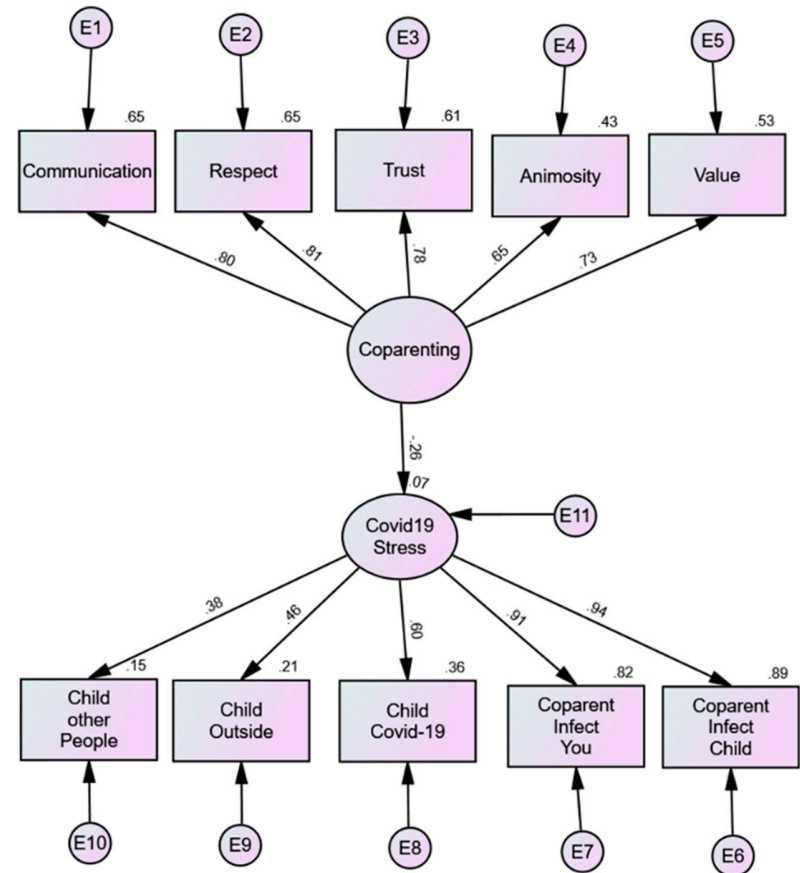 E1
E2
E3
E4
E5
.65
.65
.61
.43
.53
Communication
Respect
Trust
Animosity
Value
.80
.81
.78
.65
.73
Coparenting
-.26
.07
Covid19
Stress
E11
.38
.46
.60
.91
.94
.15
.21
.36
.82
.89
Child
other
People
Child
Outside
Child
Covid-19
Coparent
Infect
You
Coparent
Infect
Child
E10
E9
E8
E7
E6